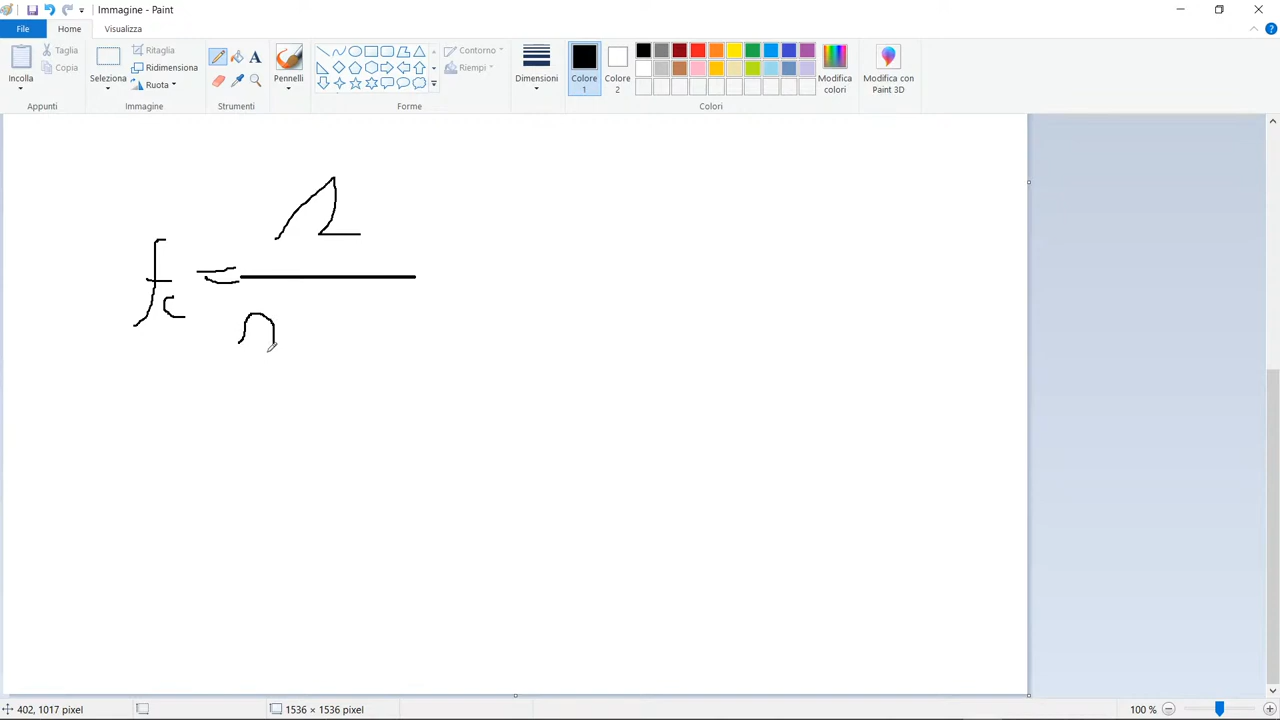 Immagine - Paint
File Home Visualizza
Incolla
Taglia
Copia
Appunti
Seleziona
Ritaglia
Ridimensiona
Ruota
Immagine
A
Strumenti
Pennelli
Contorno
Riempi
Forme
Dimensioni
Colore 1
Colore 2
Modifica colori
Colori
Modifica con Paint 3D
fc =
402, 1017 pixel
1536 × 1536 pixel
100 %